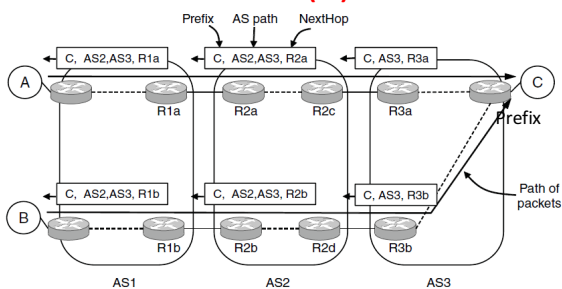 Prefix AS path NextHop
C, AS2,AS3, R1a C, AS2,AS3, R2a C, AS3, R3a
A C
R1a R2a R2c R3a
Prefix
C, AS2,AS3, R1b C, AS2,AS3, R2b C, AS3, R3b
Path of
packets
B
R1b R2b R2d R3b
AS1 AS2 AS3